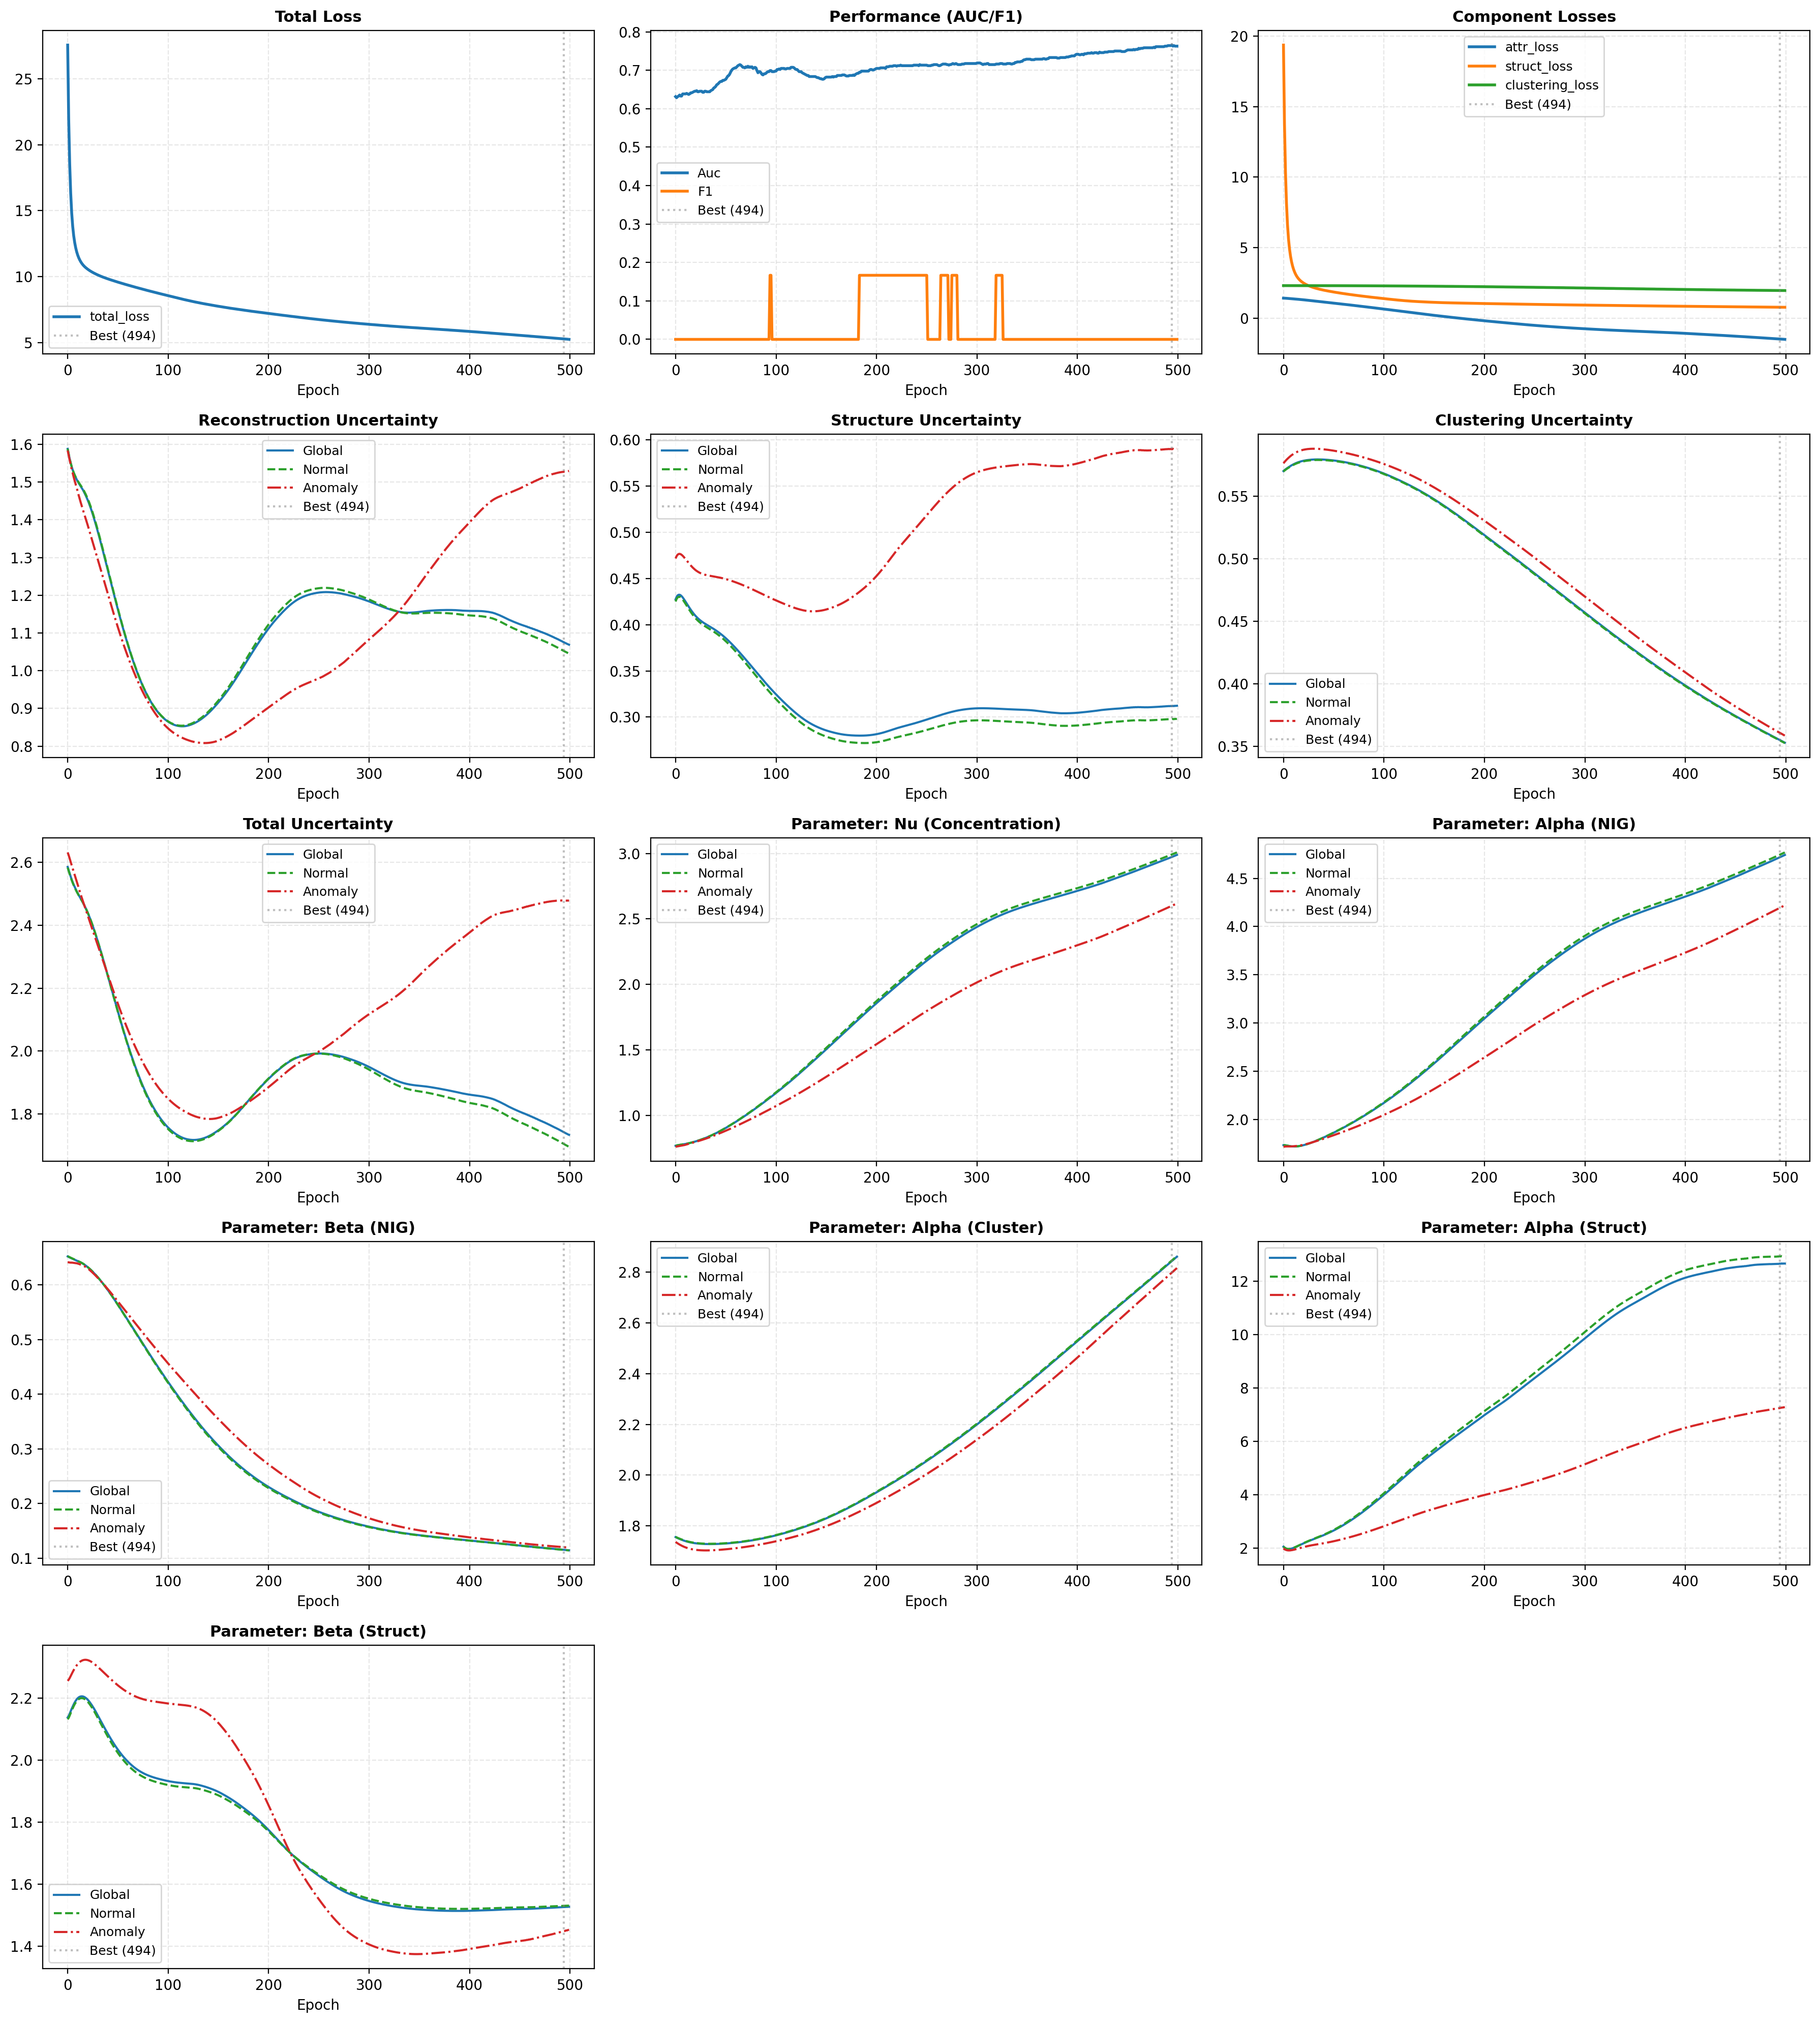 Total Loss
25
20
15
10
5
total_loss
Best (494)
0 100 200 300 400 500
Epoch
Performance (AUC/F1)
0.8
0.7
0.6
0.5
0.4
0.3
0.2
0.1
0.0
Auc
F1
Best (494)
0 100 200 300 400 500
Epoch
Component Losses
20
15
10
5
0
attr_loss
struct_loss
clustering_loss
Best (494)
0 100 200 300 400 500
Epoch
Reconstruction Uncertainty
1.6
1.5
1.4
1.3
1.2
1.1
1.0
0.9
0.8
Global
Normal
Anomaly
Best (494)
0 100 200 300 400 500
Epoch
Structure Uncertainty
0.60
0.55
0.50
0.45
0.40
0.35
0.30
Global
Normal
Anomaly
Best (494)
0 100 200 300 400 500
Epoch
Clustering Uncertainty
0.55
0.50
0.45
0.40
0.35
Global
Normal
Anomaly
Best (494)
0 100 200 300 400 500
Epoch
Total Uncertainty
2.6
2.4
2.2
2.0
1.8
Global
Normal
Anomaly
Best (494)
0 100 200 300 400 500
Epoch
Parameter: Nu (Concentration)
3.0
2.5
2.0
1.5
1.0
Global
Normal
Anomaly
Best (494)
0 100 200 300 400 500
Epoch
Parameter: Alpha (NIG)
4.5
4.0
3.5
3.0
2.5
2.0
Global
Normal
Anomaly
Best (494)
0 100 200 300 400 500
Epoch
Parameter: Beta (NIG)
0.6
0.5
0.4
0.3
0.2
0.1
Global
Normal
Anomaly
Best (494)
0 100 200 300 400 500
Epoch
Parameter: Alpha (Cluster)
2.8
2.6
2.4
2.2
2.0
1.8
Global
Normal
Anomaly
Best (494)
0 100 200 300 400 500
Epoch
Parameter: Alpha (Struct)
12
10
8
6
4
2
Global
Normal
Anomaly
Best (494)
0 100 200 300 400 500
Epoch
Parameter: Beta (Struct)
2.2
2.0
1.8
1.6
1.4
Global
Normal
Anomaly
Best (494)
0 100 200 300 400 500
Epoch